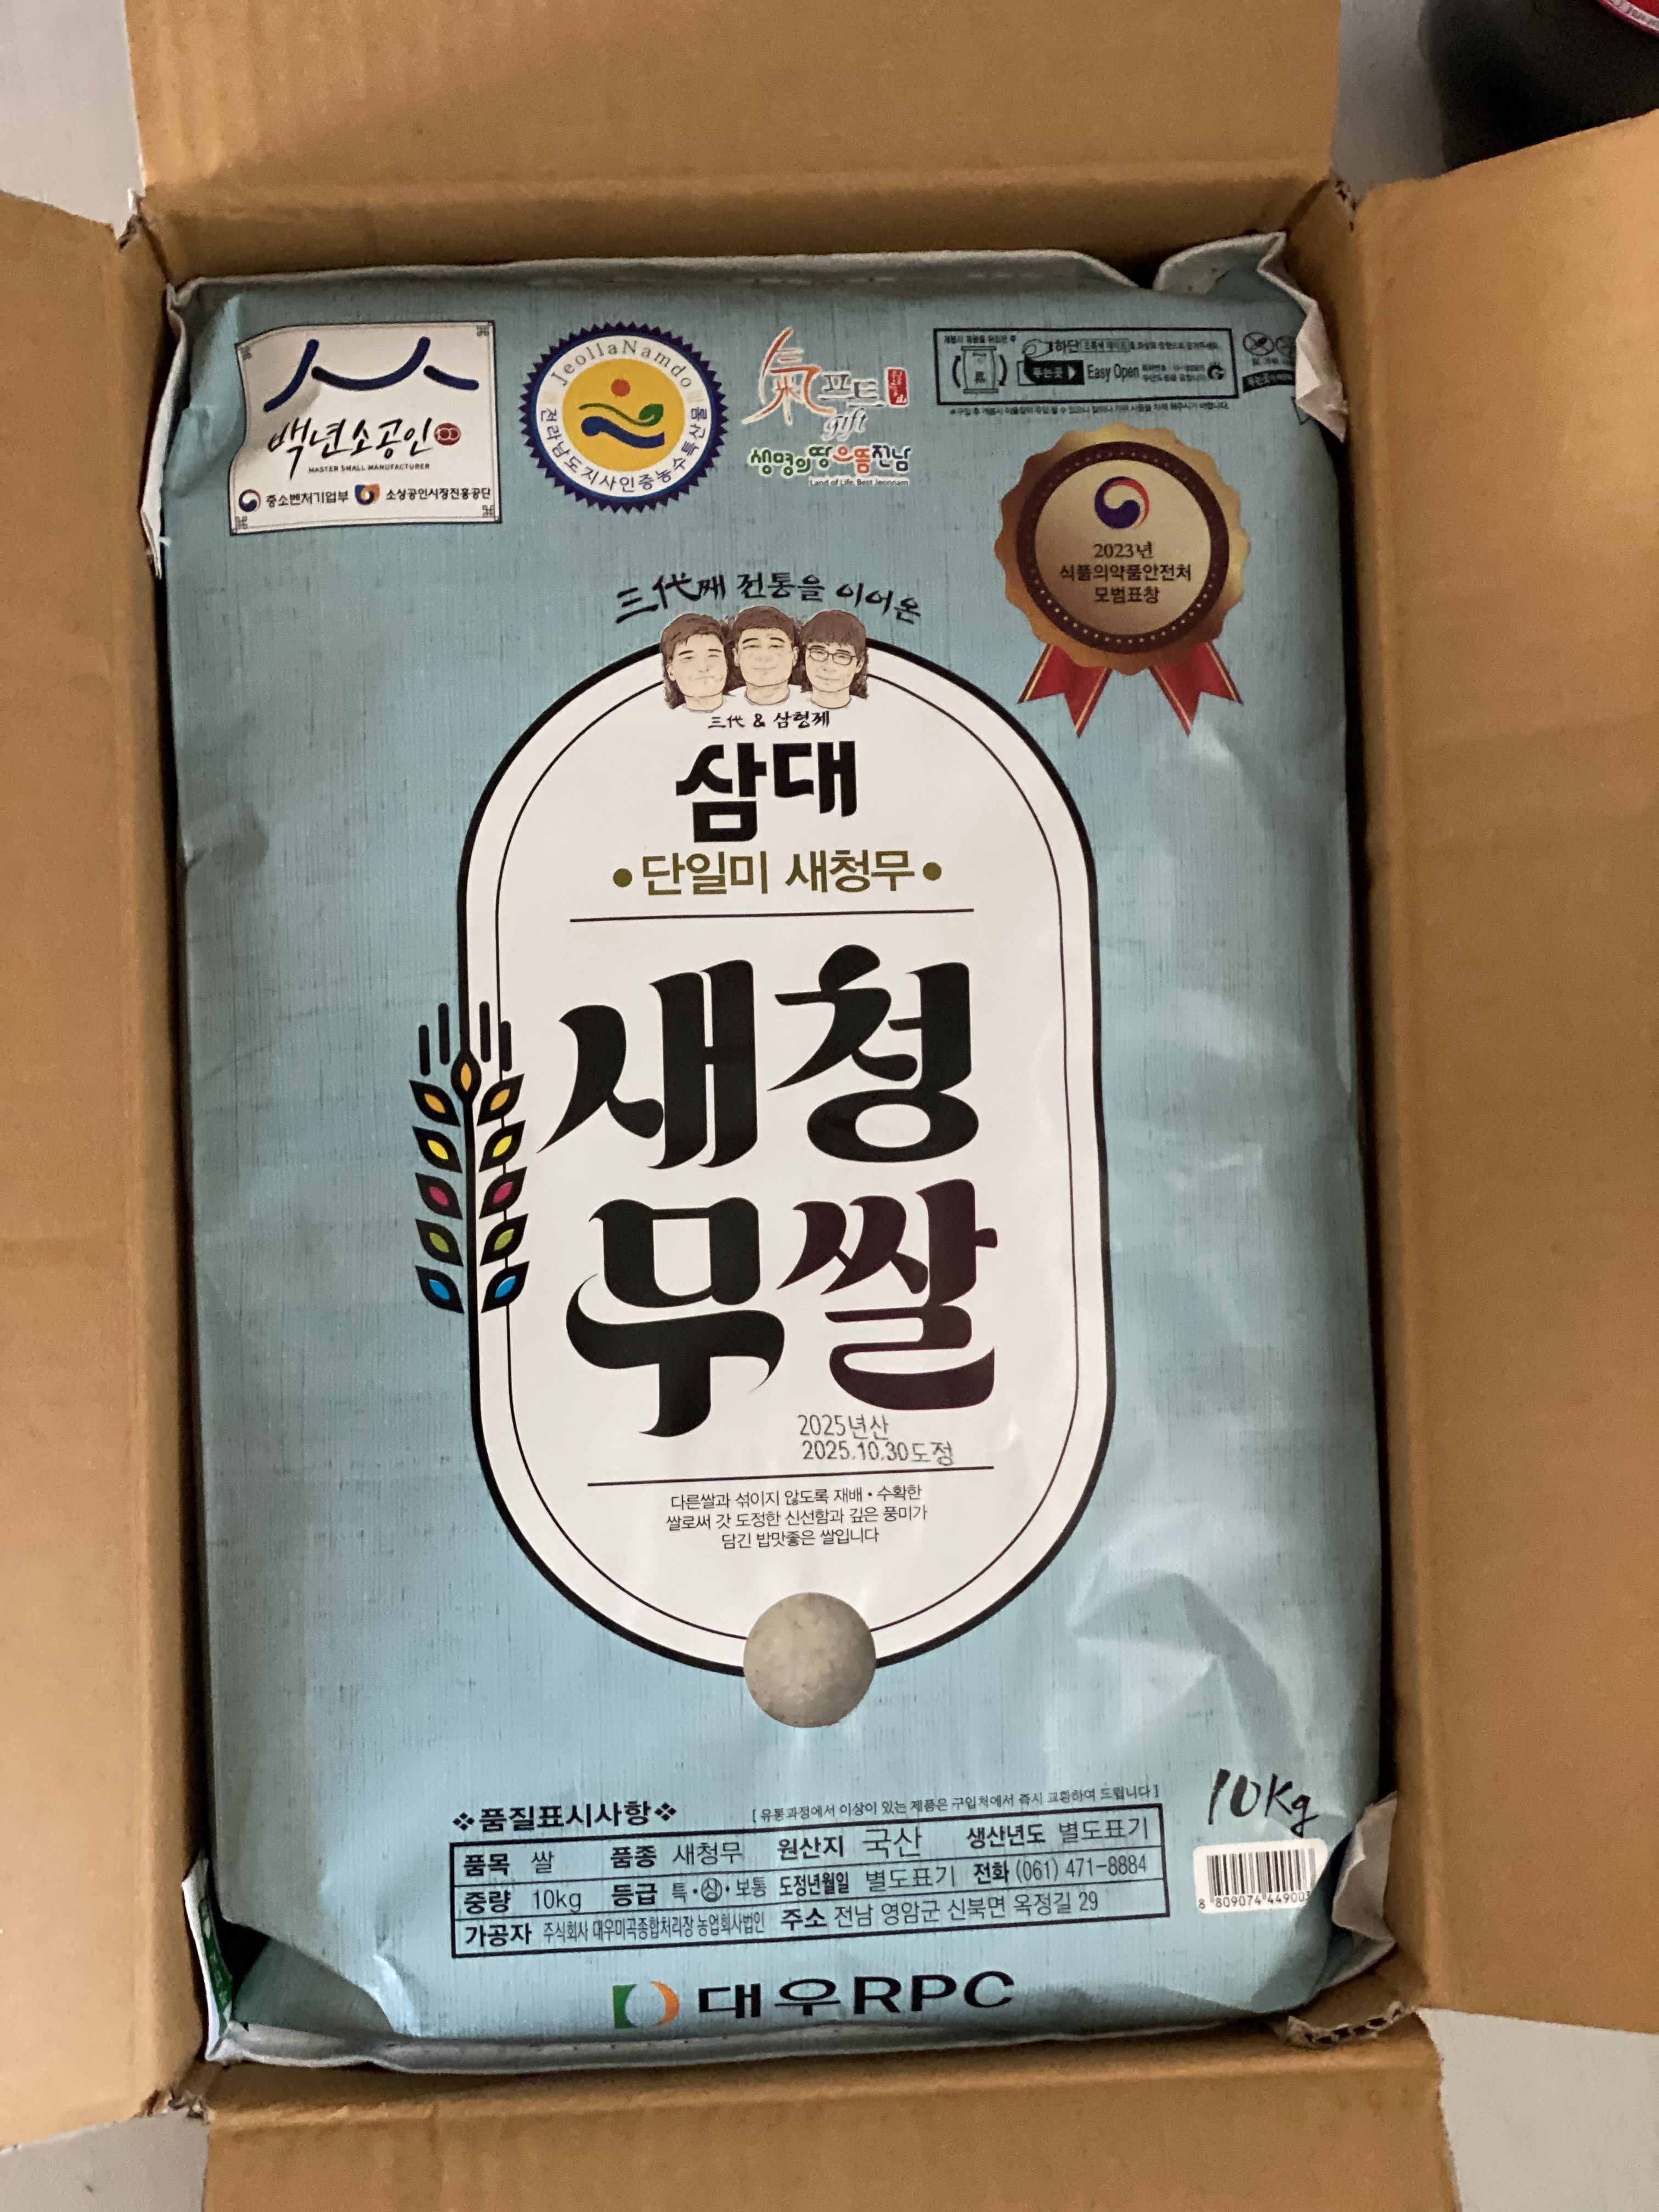 백년소공인
MASTER SMALL MANUFACTURER
중소벤처기업부 소상공인시장진흥공단
JeollaNamdo
전라남도지사인증농수특산물
氣프트
gift
생명의땅으뜸전남
Land of Life, Best Jeonnam
하단
뜨는곳 Easy Open
2023년
식품의약품안전처
모범표창
三代째 전통을 이어온
三代 & 삼형제
삼대
•단일미 새청무•
새청
무쌀
2025년산
2025.10.30도정
다른쌀과 섞이지 않도록 재배•수확한
쌀로써 갓 도정한 신선함과 깊은 풍미가
담긴 밥맛좋은 쌀입니다
10Kg
❖품질표시사항❖ [유통과정에서 이상이 있는 제품은 구입처에서 즉시 교환하여 드립니다]
품목 쌀 품종 새청무 원산지 국산 생산년도 별도표기
중량 10kg 등급 특•상•보통 도정년월일 별도표기 전화 (061) 471-8884
가공자 주식회사 대우미곡종합처리장 농업회사법인 주소 전남 영암군 신북면 옥정길 29
8 809074 449003
대우RPC